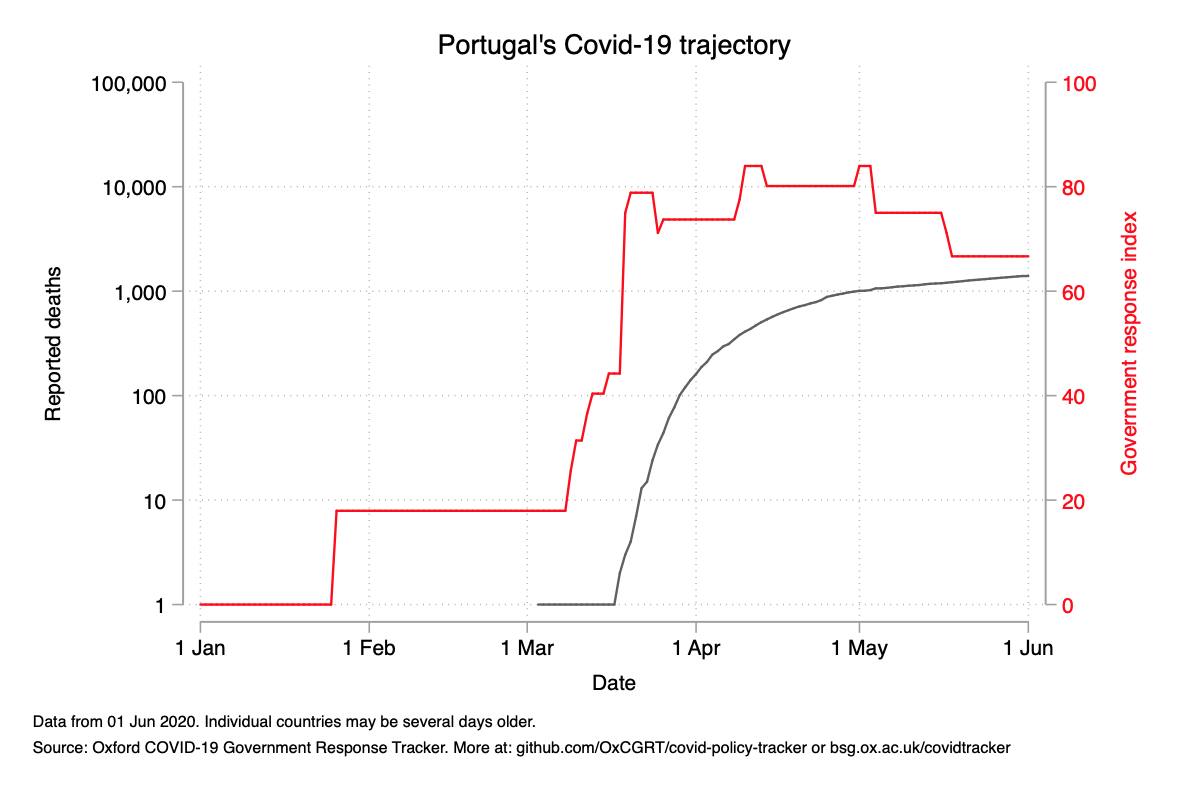 Portugal's Covid-19 trajectory
100,000
10,000
1,000
100
10
1
Reported deaths
100
80
60
40
20
0
Government response index
1 Jan
1 Feb
1 Mar
1 Apr
1 May
1 Jun
Date
Data from 01 Jun 2020. Individual countries may be several days older.
Source: Oxford COVID-19 Government Response Tracker. More at: github.com/OxCGRT/covid-policy-tracker or bsg.ox.ac.uk/covidtracker